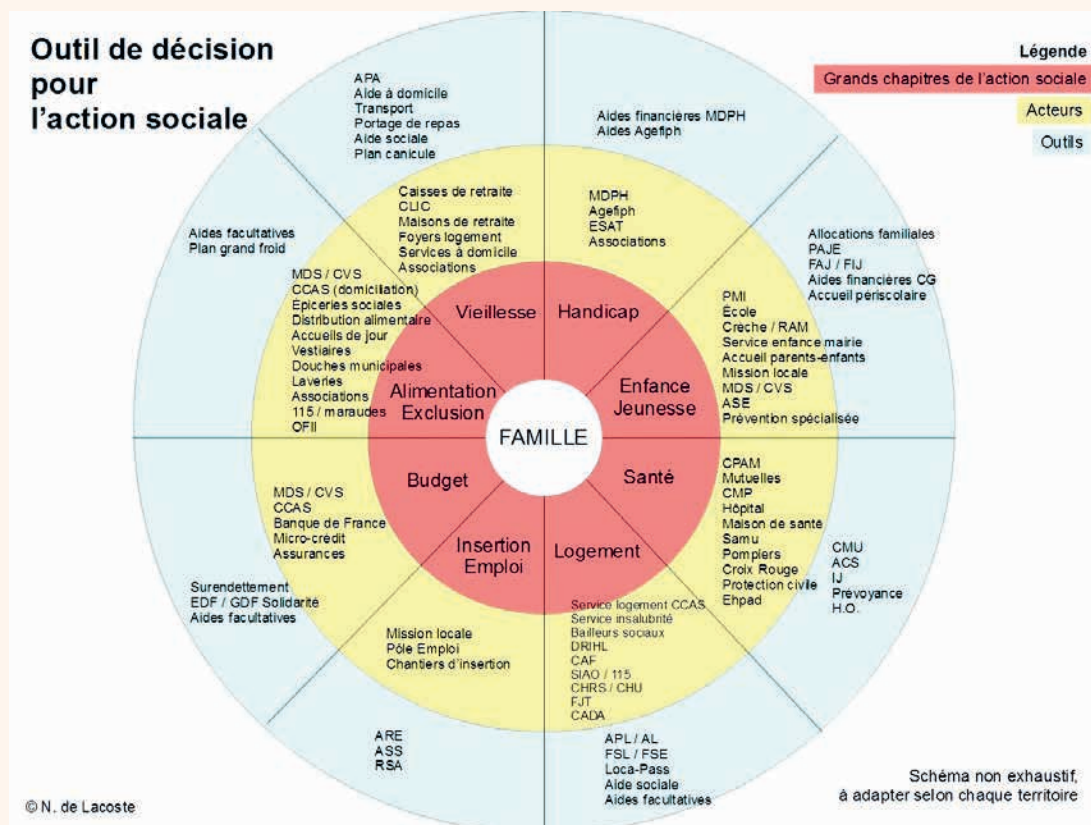 Outil de décision
pour
l'action sociale
Légende
Grands chapitres de l'action sociale
Acteurs
Outils
APA
Aide à domicile
Transport
Portage de repas
Aide sociale
Plan canicule
Aides financières MDPH
Aides Agefiph
Caisses de retraite
CLIC
Maisons de retraite
Foyers logement
Services à domicile
Associations
MDPH
Agefiph
ESAT
Associations
Aides facultatives
Plan grand froid
Allocations familiales
PAJE
FAJ / FIJ
Aides financières CG
Accueil périscolaire
MDS / CVS
CCAS (domiciliation)
Épiceries sociales
Distribution alimentaire
Accueils de jour
Vestiaires
Douches municipales
Laveries
Associations
115 / maraudes
OFII
PMI
École
Crèche / RAM
Service enfance mairie
Accueil parents-enfants
Mission locale
MDS / CVS
ASE
Prévention spécialisée
Vieillesse
Handicap
Alimentation
Exclusion
Enfance
Jeunesse
FAMILLE
Budget
Santé
Insertion
Emploi
Logement
MDS / CVS
CCAS
Banque de France
Micro-crédit
Assurances
CPAM
Mutuelles
CMP
Hôpital
Maison de santé
Samu
Pompiers
Croix Rouge
Protection civile
Ehpad
CMU
ACS
IJ
Prévoyance
H.O.
Surendettement
EDF / GDF Solidarité
Aides facultatives
Mission locale
Pôle Emploi
Chantiers d'insertion
Service logement CCAS
Service insalubrité
Bailleurs sociaux
DRIHL
CAF
SIAO / 115
CHRS / CHU
FJT
CADA
ARE
ASS
RSA
APL / AL
FSL / FSE
Loca-Pass
Aide sociale
Aides facultatives
Schéma non exhaustif,
à adapter selon chaque territoire
© N. de Lacoste